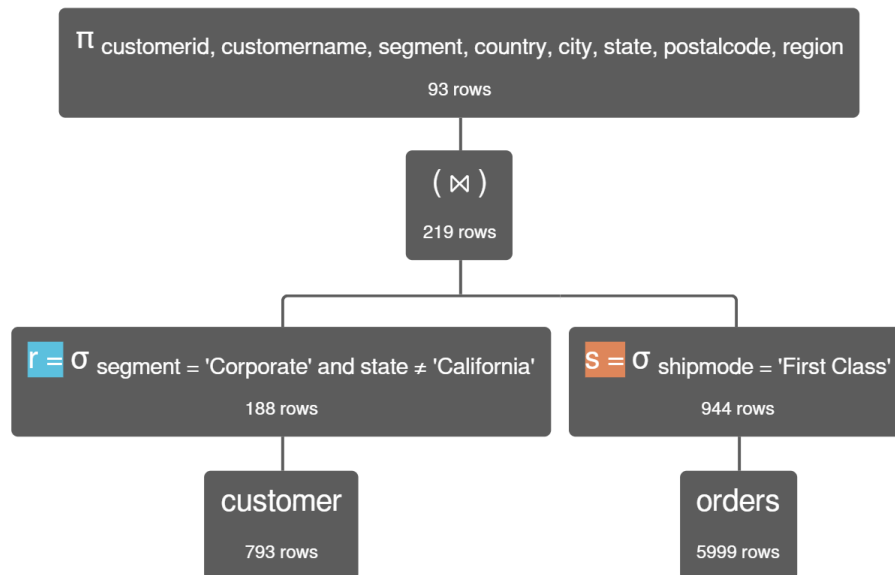 π customerid, customername, segment, country, city, state, postalcode, region
93 rows
( ⋈ )
219 rows
r = σ segment = 'Corporate' and state ≠ 'California'
188 rows
s = σ shipmode = 'First Class'
944 rows
customer
793 rows
orders
5999 rows